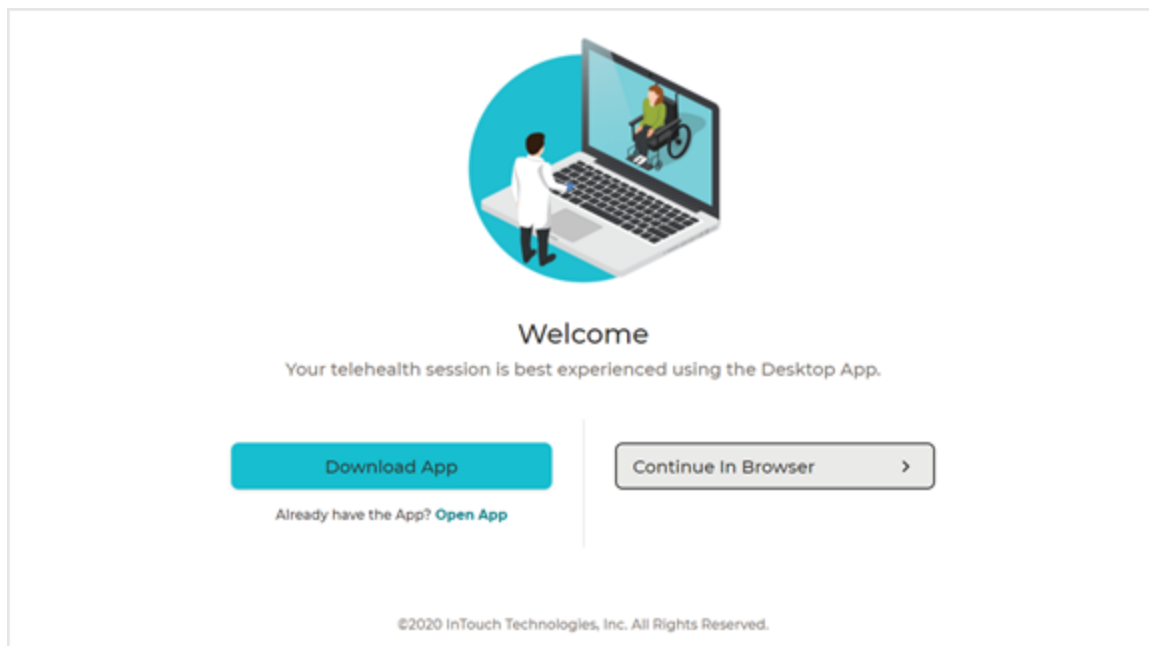 Welcome
Your telehealth session is best experienced using the Desktop App.
Download App
Already have the App? Open App
Continue In Browser
©2020 InTouch Technologies, Inc. All Rights Reserved.